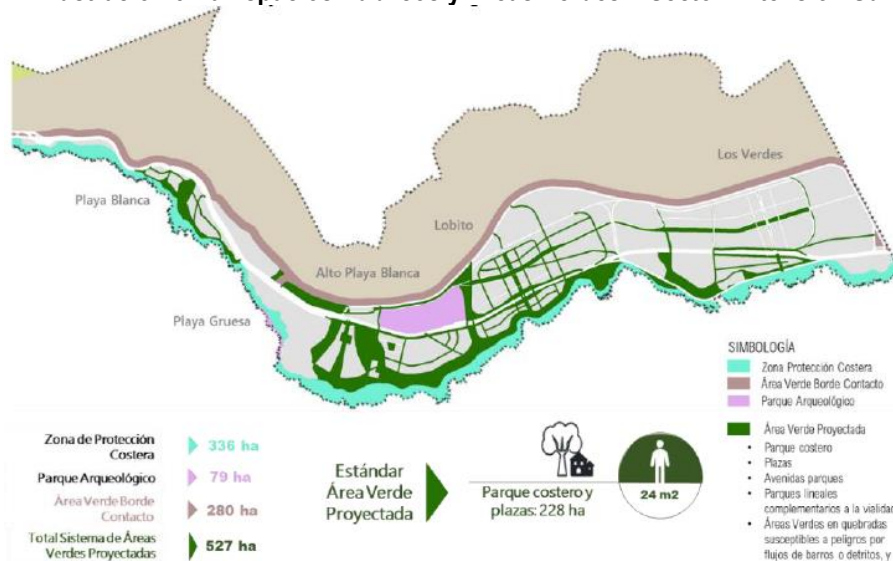 Los Verdes
Playa Blanca
Lobito
Alto Playa Blanca
Playa Gruesa
SIMBOLOGÍA
Zona Protección Costera
Área Verde Borde Contacto
Parque Arqueológico
Área Verde Proyectada
• Parque costero
• Plazas
• Avenidas parques
• Parques lineales
complementarios a la vialidad
• Áreas Verdes en quebradas
susceptibles a peligros por
flujos de barros o detritos, y
Zona de Protección
Costera
336 ha
Parque Arqueológico
79 ha
Área Verde Borde
Contacto
280 ha
Total Sistema de Áreas
Verdes Proyectadas
527 ha
Estándar
Área Verde
Proyectada
Parque costero y
plazas: 228 ha
24 m2